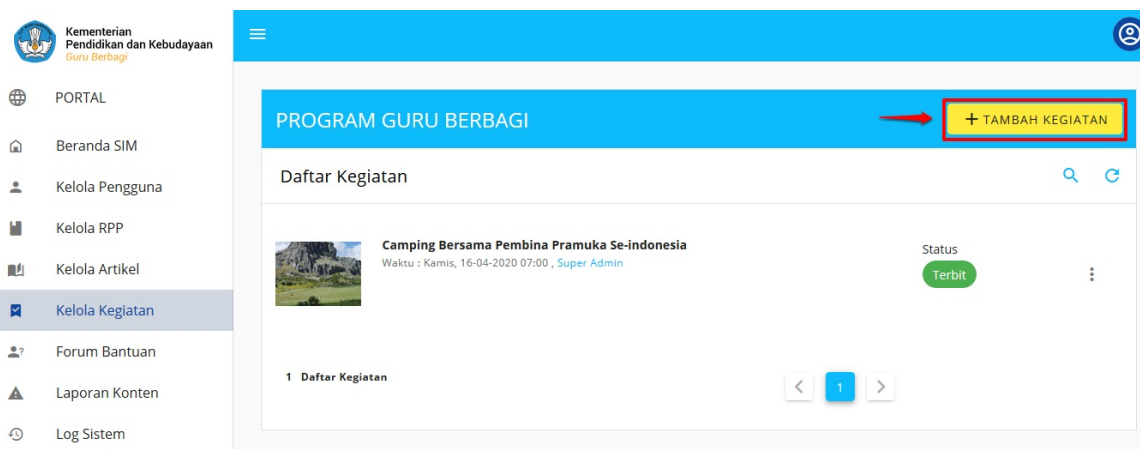 Kementerian
Pendidikan dan Kebudayaan
Guru Berbagi
PORTAL
Beranda SIM
Kelola Pengguna
Kelola RPP
Kelola Artikel
Kelola Kegiatan
Forum Bantuan
Laporan Konten
Log Sistem
PROGRAM GURU BERBAGI
+ TAMBAH KEGIATAN
Daftar Kegiatan
Camping Bersama Pembina Pramuka Se-indonesia
Waktu : Kamis, 16-04-2020 07:00 , Super Admin
Status
Terbit
1 Daftar Kegiatan
< 1 >